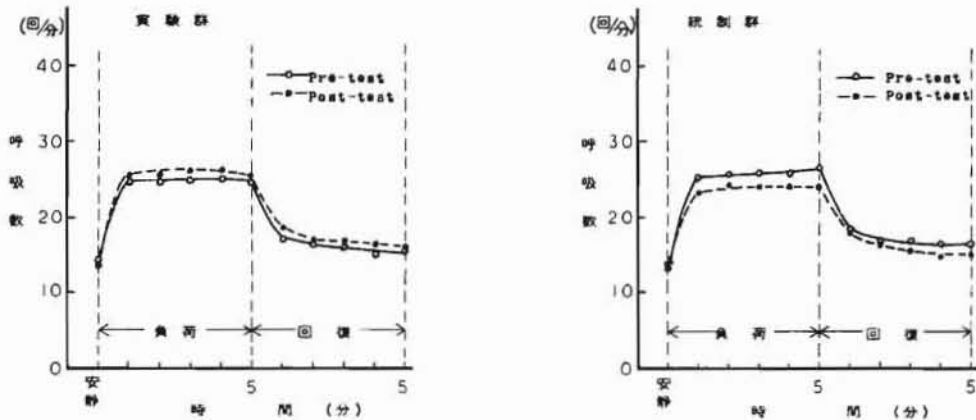 (回/分) 実験群
40
Pre-test
Post-test
30
呼吸数
20
10
負荷 回復
0
安静 5 5
時間(分)
(回/分) 統制群
40
Pre-test
Post-test
30
呼吸数
20
10
負荷 回復
0
安静 5 5
時間(分)